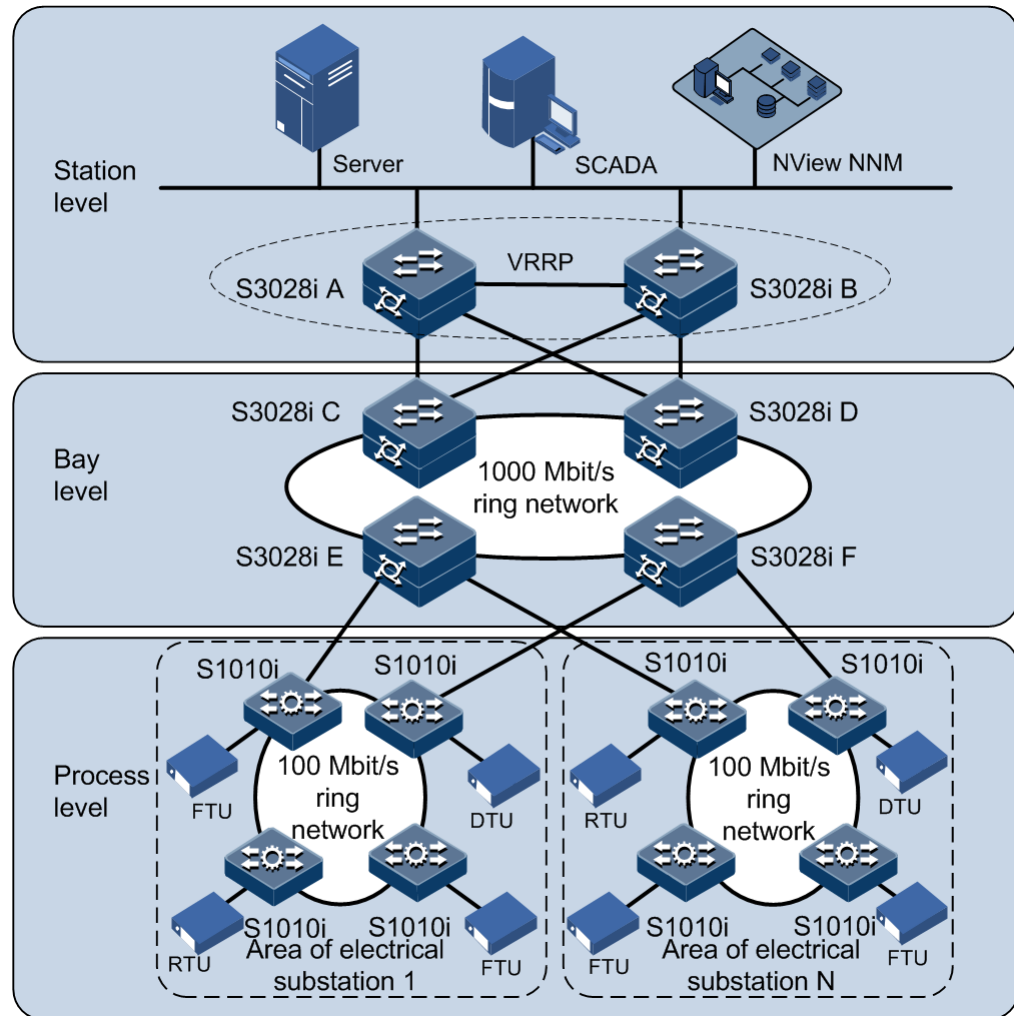 Server
SCADA
NView NNM
Station
level
VRRP
S3028i A
S3028i B
S3028i C
S3028i D
Bay
level
1000 Mbit/s
ring network
S3028i E
S3028i F
S1010i
S1010i
S1010i
S1010i
Process
level
100 Mbit/s
ring
network
100 Mbit/s
ring
network
FTU
DTU
RTU
DTU
S1010i
S1010i
S1010i
S1010i
RTU
FTU
FTU
FTU
Area of electrical
substation 1
Area of electrical
substation N